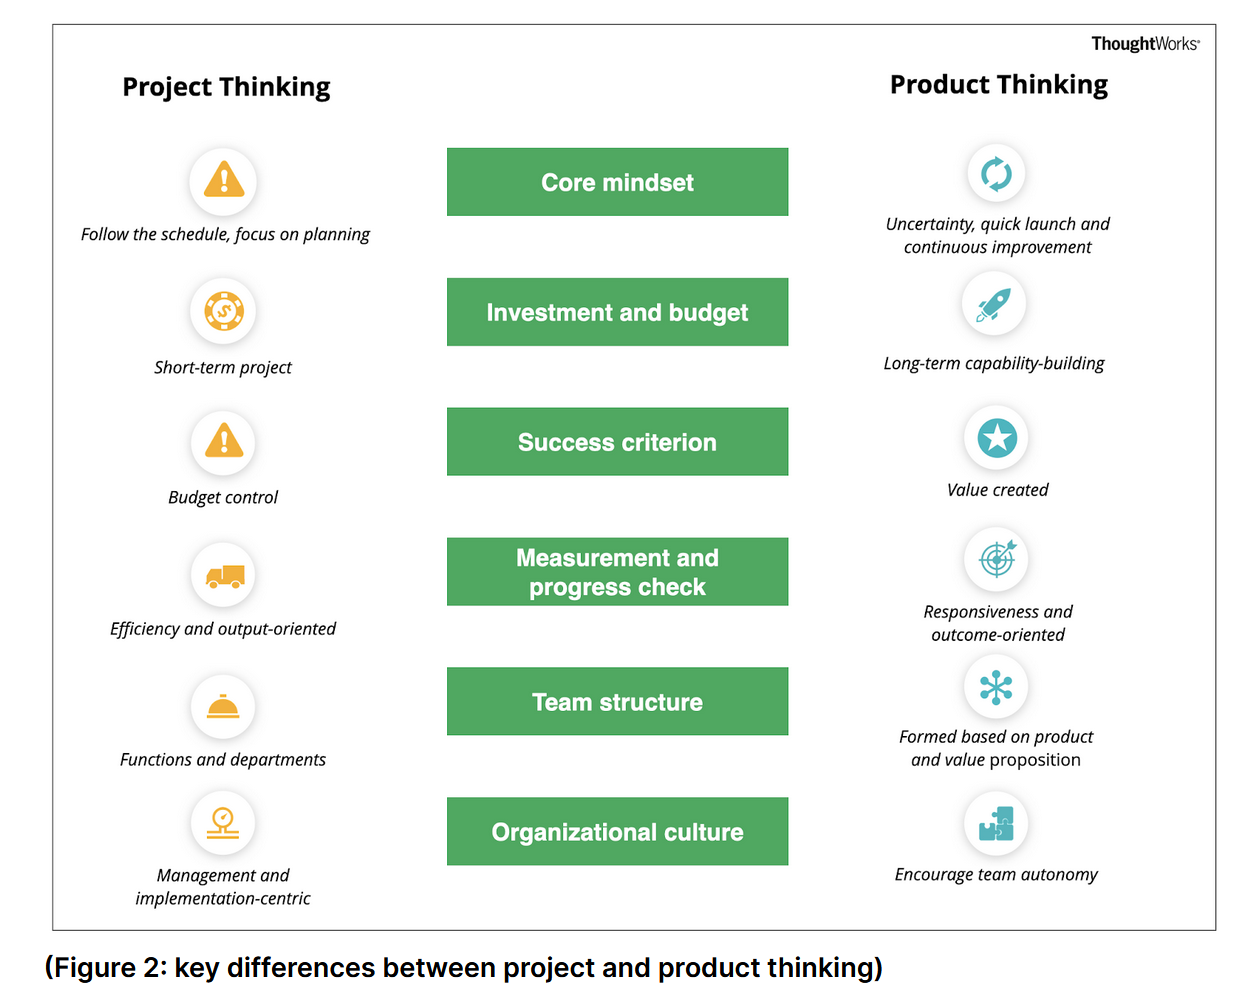 ThoughtWorks
Project Thinking
Product Thinking
Follow the schedule, focus on planning
Core mindset
Uncertainty, quick launch and
continuous improvement
Short-term project
Investment and budget
Long-term capability-building
Budget control
Success criterion
Value created
Efficiency and output-oriented
Measurement and
progress check
Responsiveness and
outcome-oriented
Functions and departments
Team structure
Formed based on product
and value proposition
Management and
implementation-centric
Organizational culture
Encourage team autonomy
(Figure 2: key differences between project and product thinking)